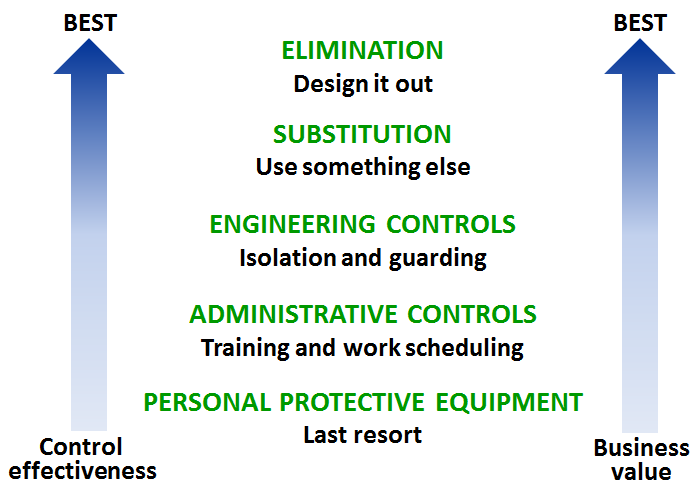 BEST
BEST
ELIMINATION
Design it out
SUBSTITUTION
Use something else
ENGINEERING CONTROLS
Isolation and guarding
ADMINISTRATIVE CONTROLS
Training and work scheduling
PERSONAL PROTECTIVE EQUIPMENT
Last resort
Control
effectiveness
Business
value